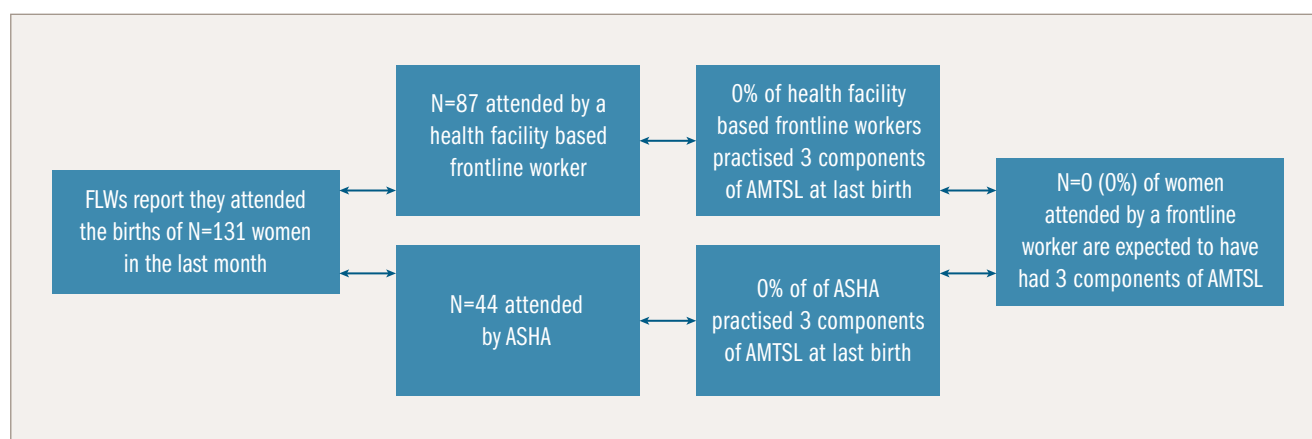 FLWs report they attended
the births of N=131 women
in the last month
N=87 attended by a
health facility based
frontline worker
N=44 attended
by ASHA
0% of health facility
based frontline workers
practised 3 components
of AMTSL at last birth
0% of of ASHA
practised 3 components
of AMTSL at last birth
N=0 (0%) of women
attended by a frontline
worker are expected to have
had 3 components of AMTSL